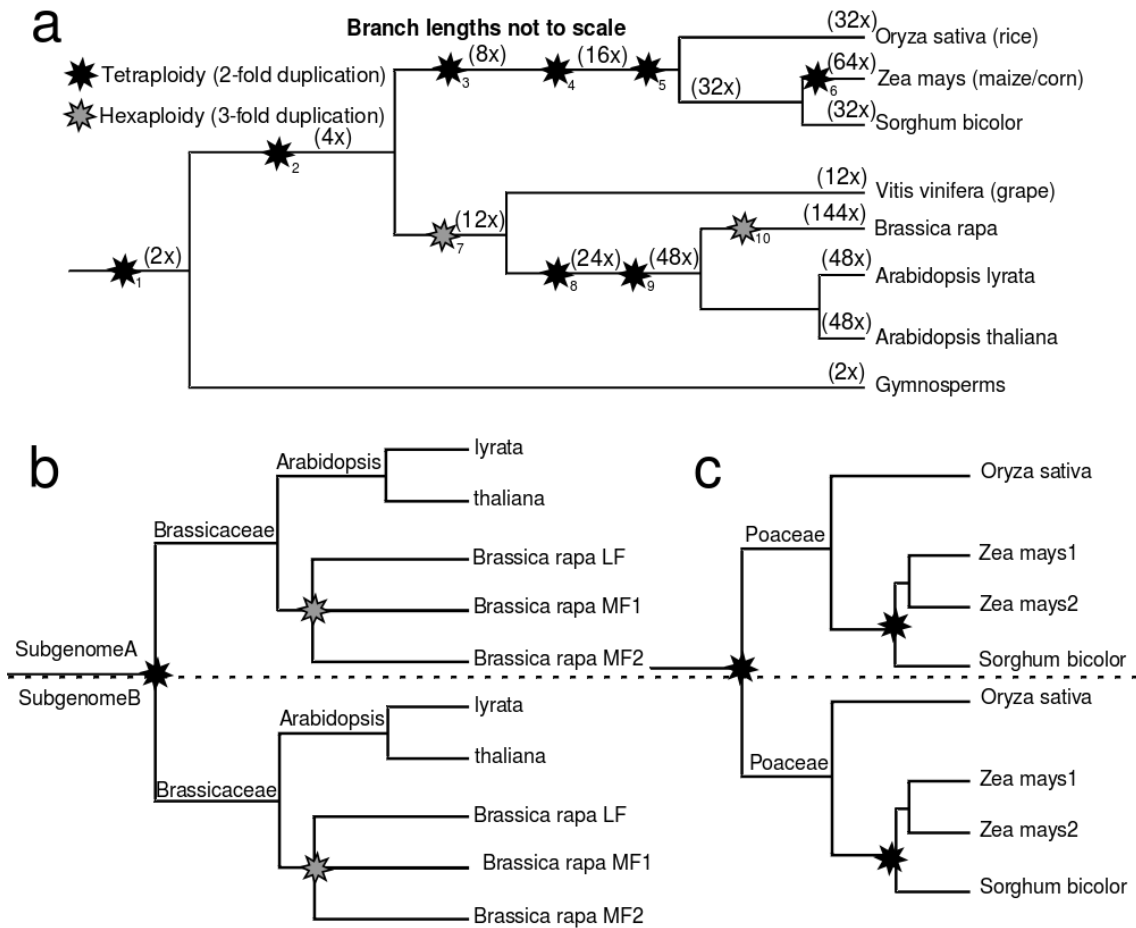 a
Branch lengths not to scale
Tetraploidy (2-fold duplication)
Hexaploidy (3-fold duplication)
(8x)
(16x)
(32x)
Oryza sativa (rice)
3
4
5
(32x)
(64x)
6
Zea mays (maize/corn)
(32x)
Sorghum bicolor
(4x)
2
(12x)
Vitis vinifera (grape)
(12x)
7
(144x)
10
Brassica rapa
(2x)
1
(24x)
8
(48x)
9
(48x)
Arabidopsis lyrata
(48x)
Arabidopsis thaliana
(2x)
Gymnosperms
b
Arabidopsis
lyrata
thaliana
Brassicaceae
Brassica rapa LF
Brassica rapa MF1
Brassica rapa MF2
SubgenomeA
SubgenomeB
Arabidopsis
lyrata
thaliana
Brassicaceae
Brassica rapa LF
Brassica rapa MF1
Brassica rapa MF2
c
Oryza sativa
Poaceae
Zea mays1
Zea mays2
Sorghum bicolor
Oryza sativa
Poaceae
Zea mays1
Zea mays2
Sorghum bicolor